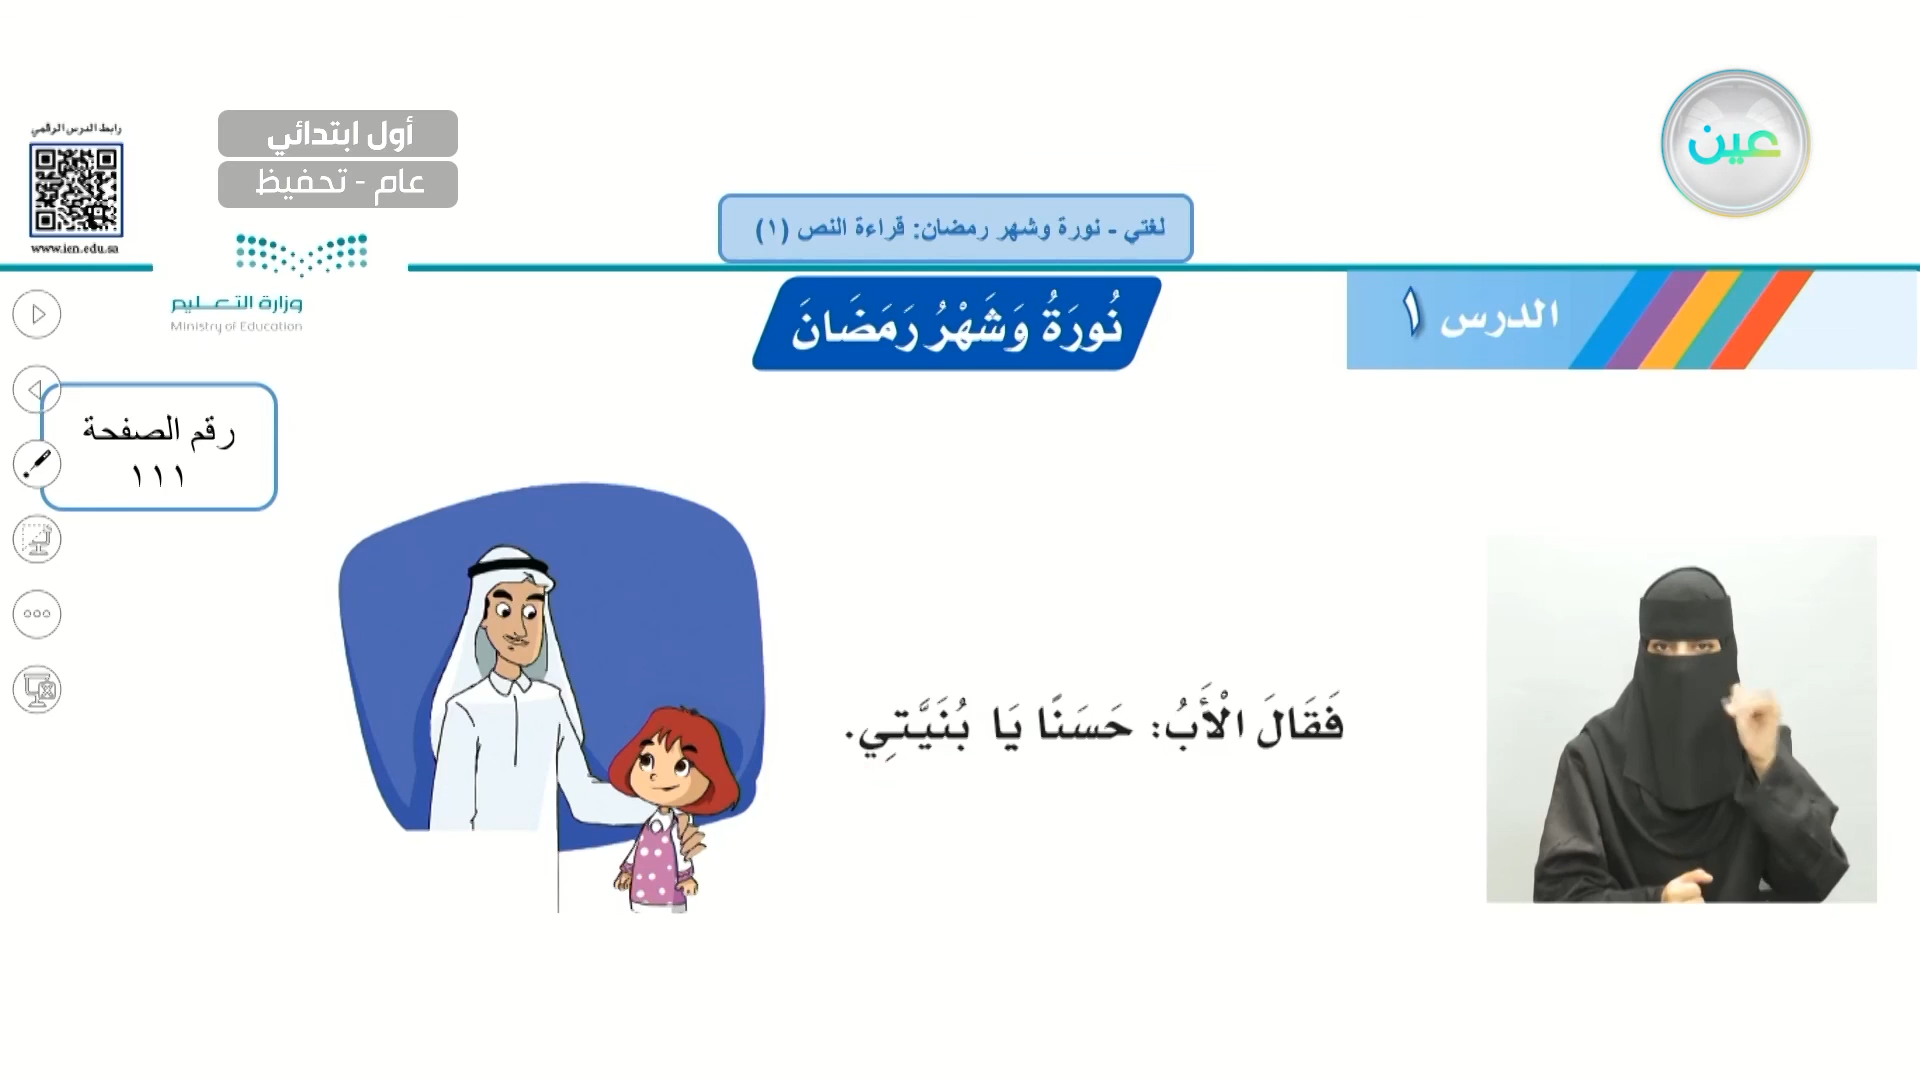 عين
أول ابتدائي
عام - تحفيظ
رابط الدرس الرقمي
www.ien.edu.sa
لغتي - نورة وشهر رمضان: قراءة النص (١)
وزارة التعليم
Ministry of Education
الدرس ١
نُورَةُ وَشَهْرُ رَمَضَانَ
رقم الصفحة
١١١
فَقَالَ الْأَبُ: حَسَنًا يَا بُنَيَّتِي.